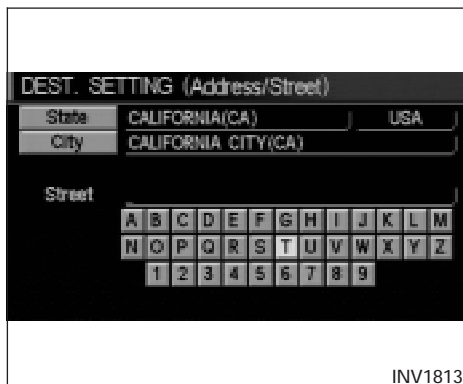 DEST. SETTING (Address/Street)
State CALIFORNIA(CA) USA
City CALIFORNIA CITY(CA)
Street
A B C D E F G H I J K L M
N O P Q R S T U V W X Y Z
1 2 3 4 5 6 7 8 9
INV1813